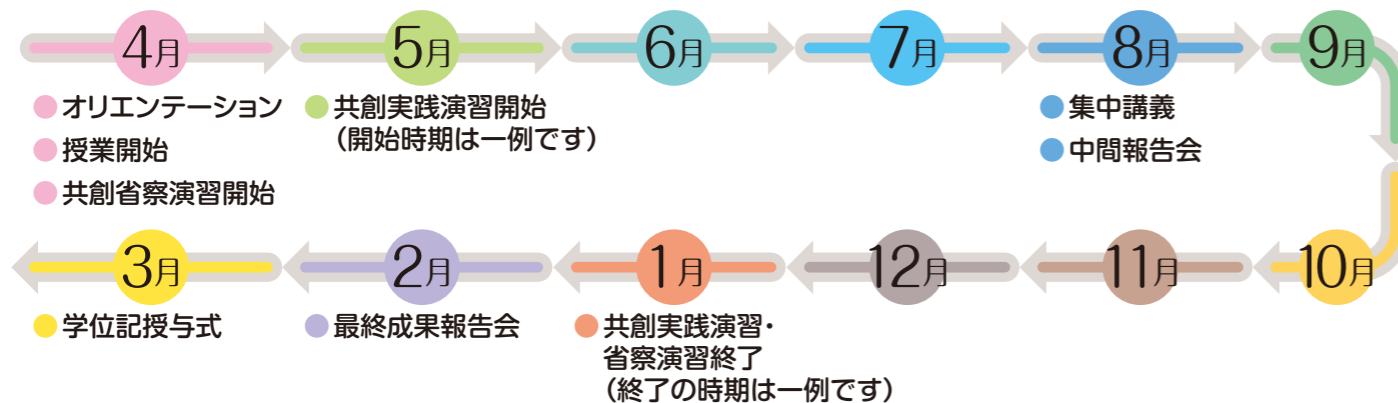 4月
5月
6月
7月
8月
9月
オリエンテーション
授業開始
共創省察演習開始
共創実践演習開始
（開始時期は一例です）
集中講義
中間報告会
10月
11月
12月
1月
2月
3月
共創実践演習・
省察演習終了
（終了の時期は一例です）
最終成果報告会
学位記授与式